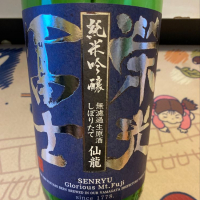 栄光
冨士
純米吟醸
無濾過生原酒
しぼりたて
仙龍
SENRYU
Glorious Mt.Fuji
since 1778